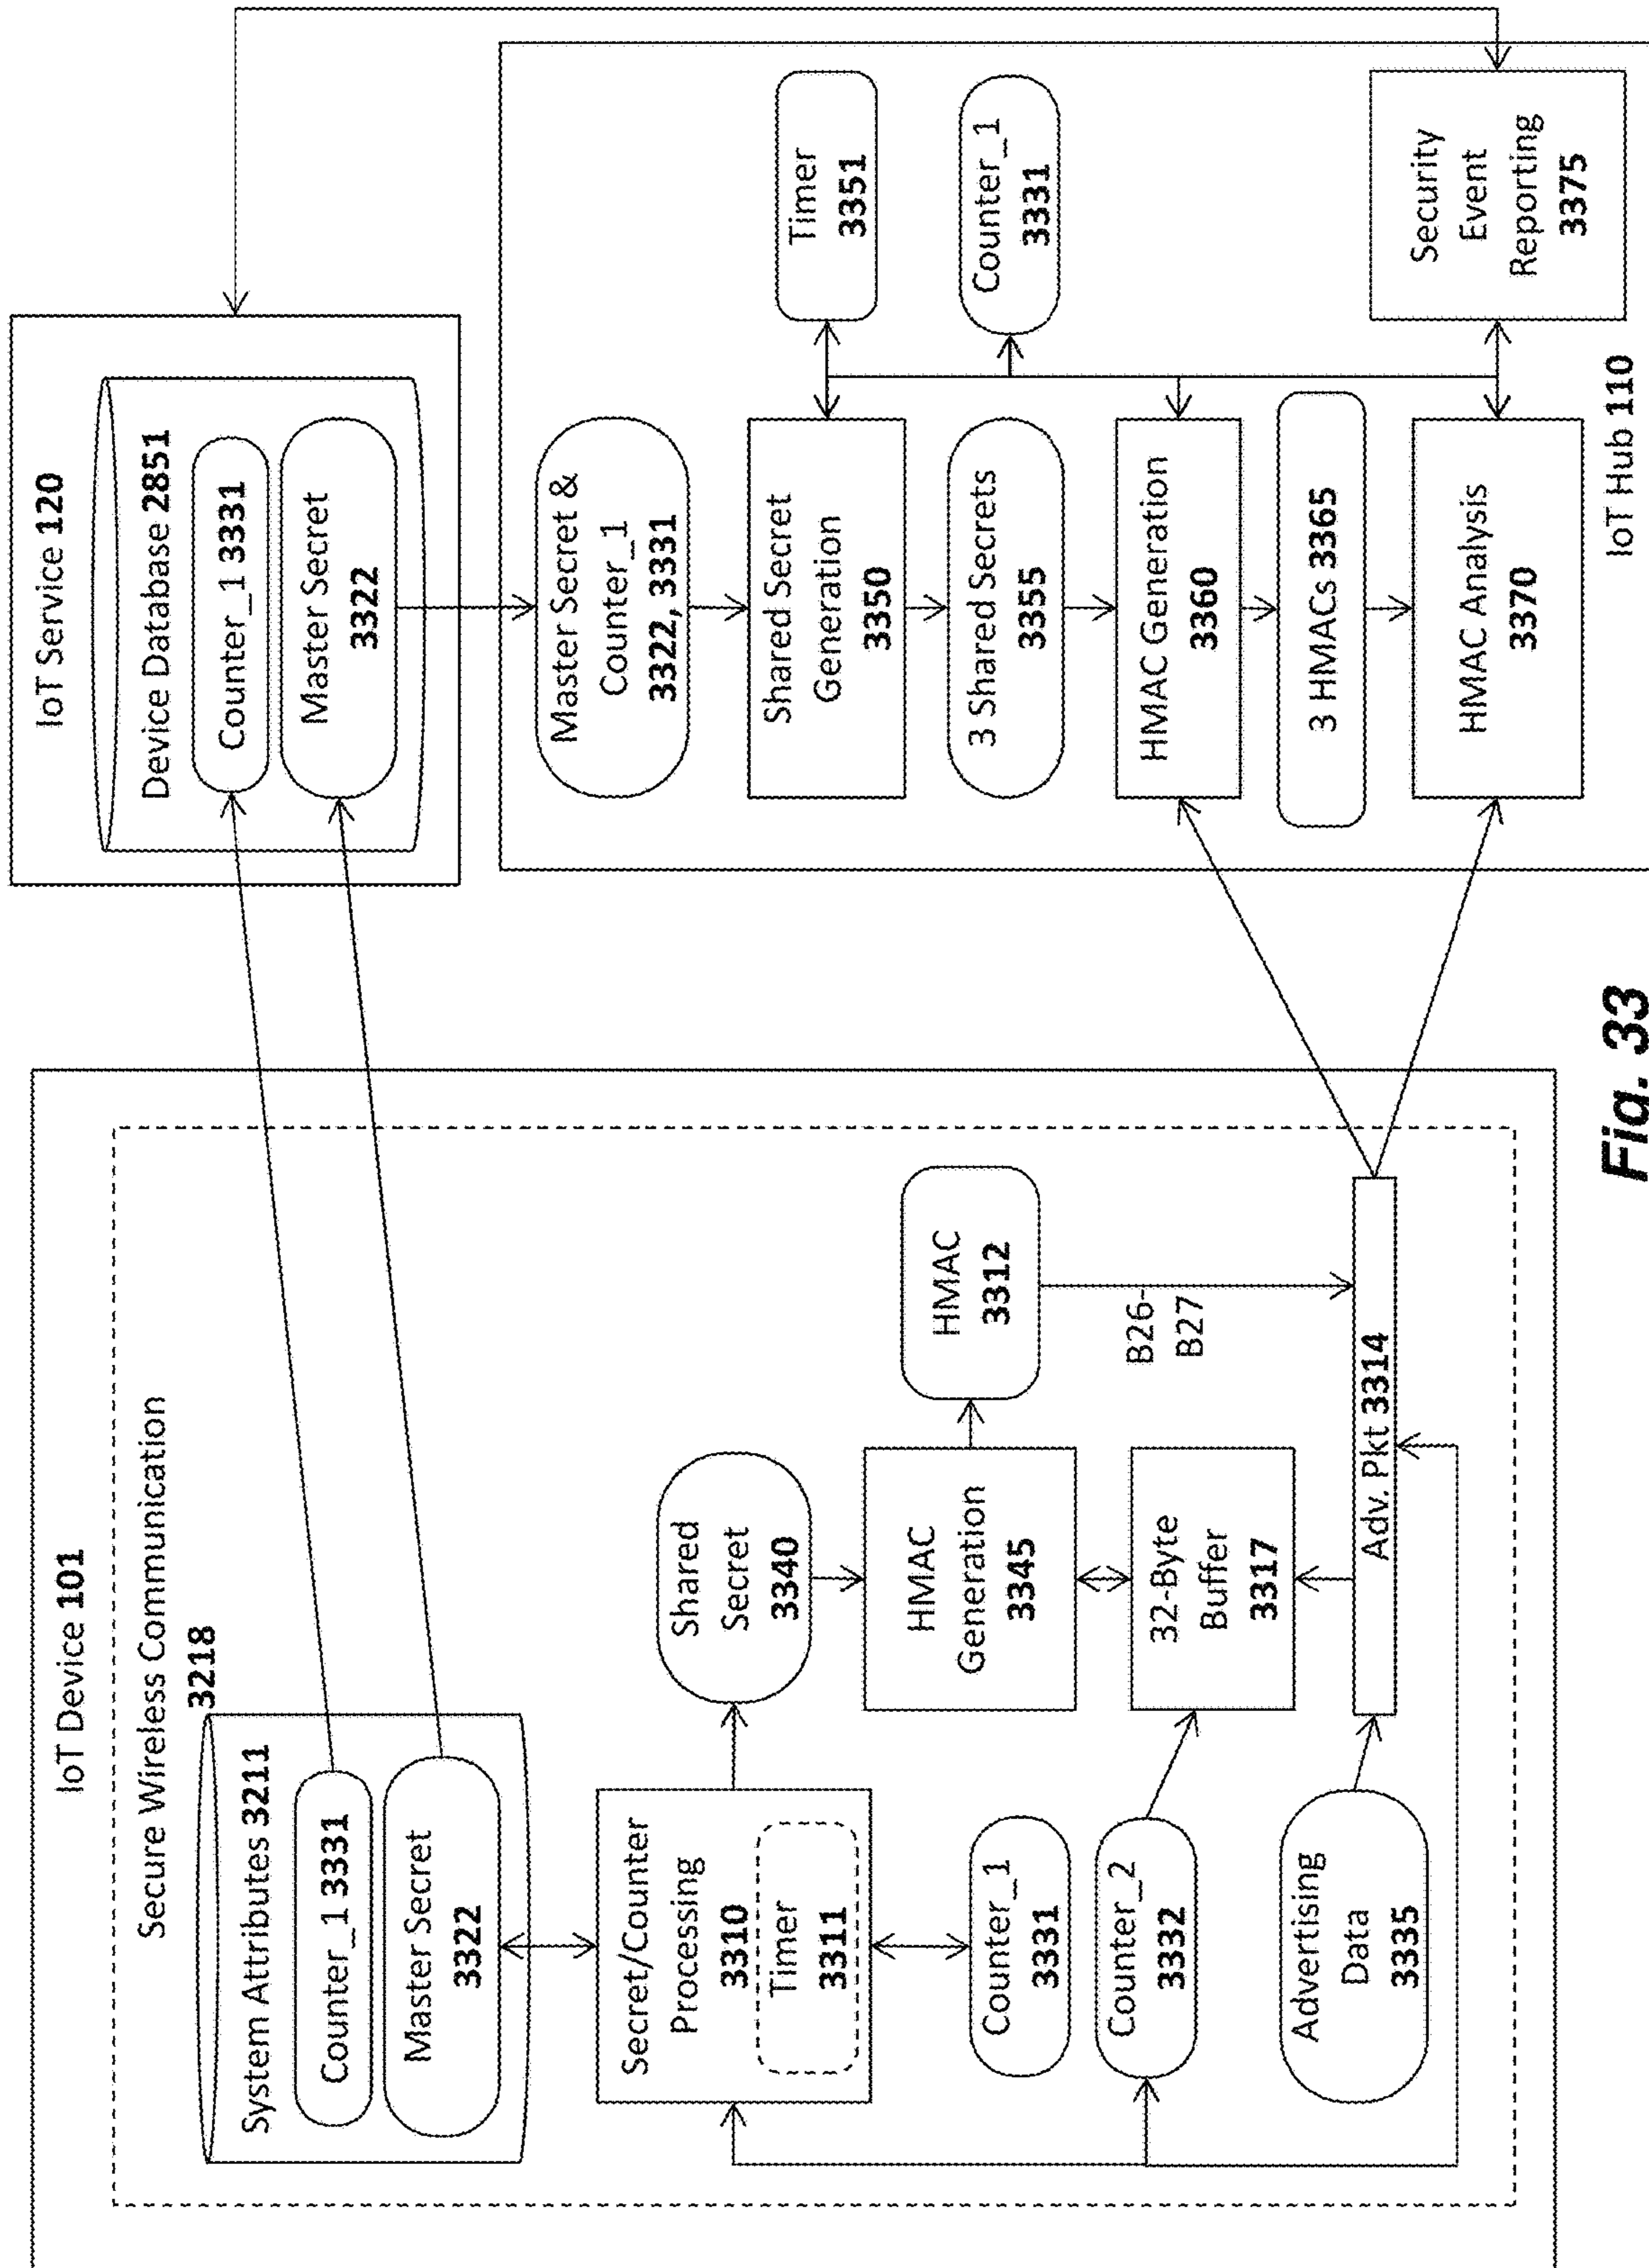 IoT Device 101
Secure Wireless Communication
3218
System Attributes 3211
Counter_1 3331
Master Secret
3322
Secret/Counter
Processing
3310
Timer
3311
Counter_1
3331
Counter_2
3332
Advertising
Data
3335
Shared
Secret
3340
HMAC
Generation
3345
32-Byte
Buffer
3317
HMAC
3312
B26-
B27
Adv. Pkt 3314
IoT Service 120
Device Database 2851
Counter_1 3331
Master Secret
3322
Master Secret &
Counter_1
3322, 3331
Shared Secret
Generation
3350
3 Shared Secrets
3355
HMAC Generation
3360
3 HMACs 3365
HMAC Analysis
3370
Timer
3351
Counter_1
3331
Security
Event
Reporting
3375
IoT Hub 110
Fig. 33